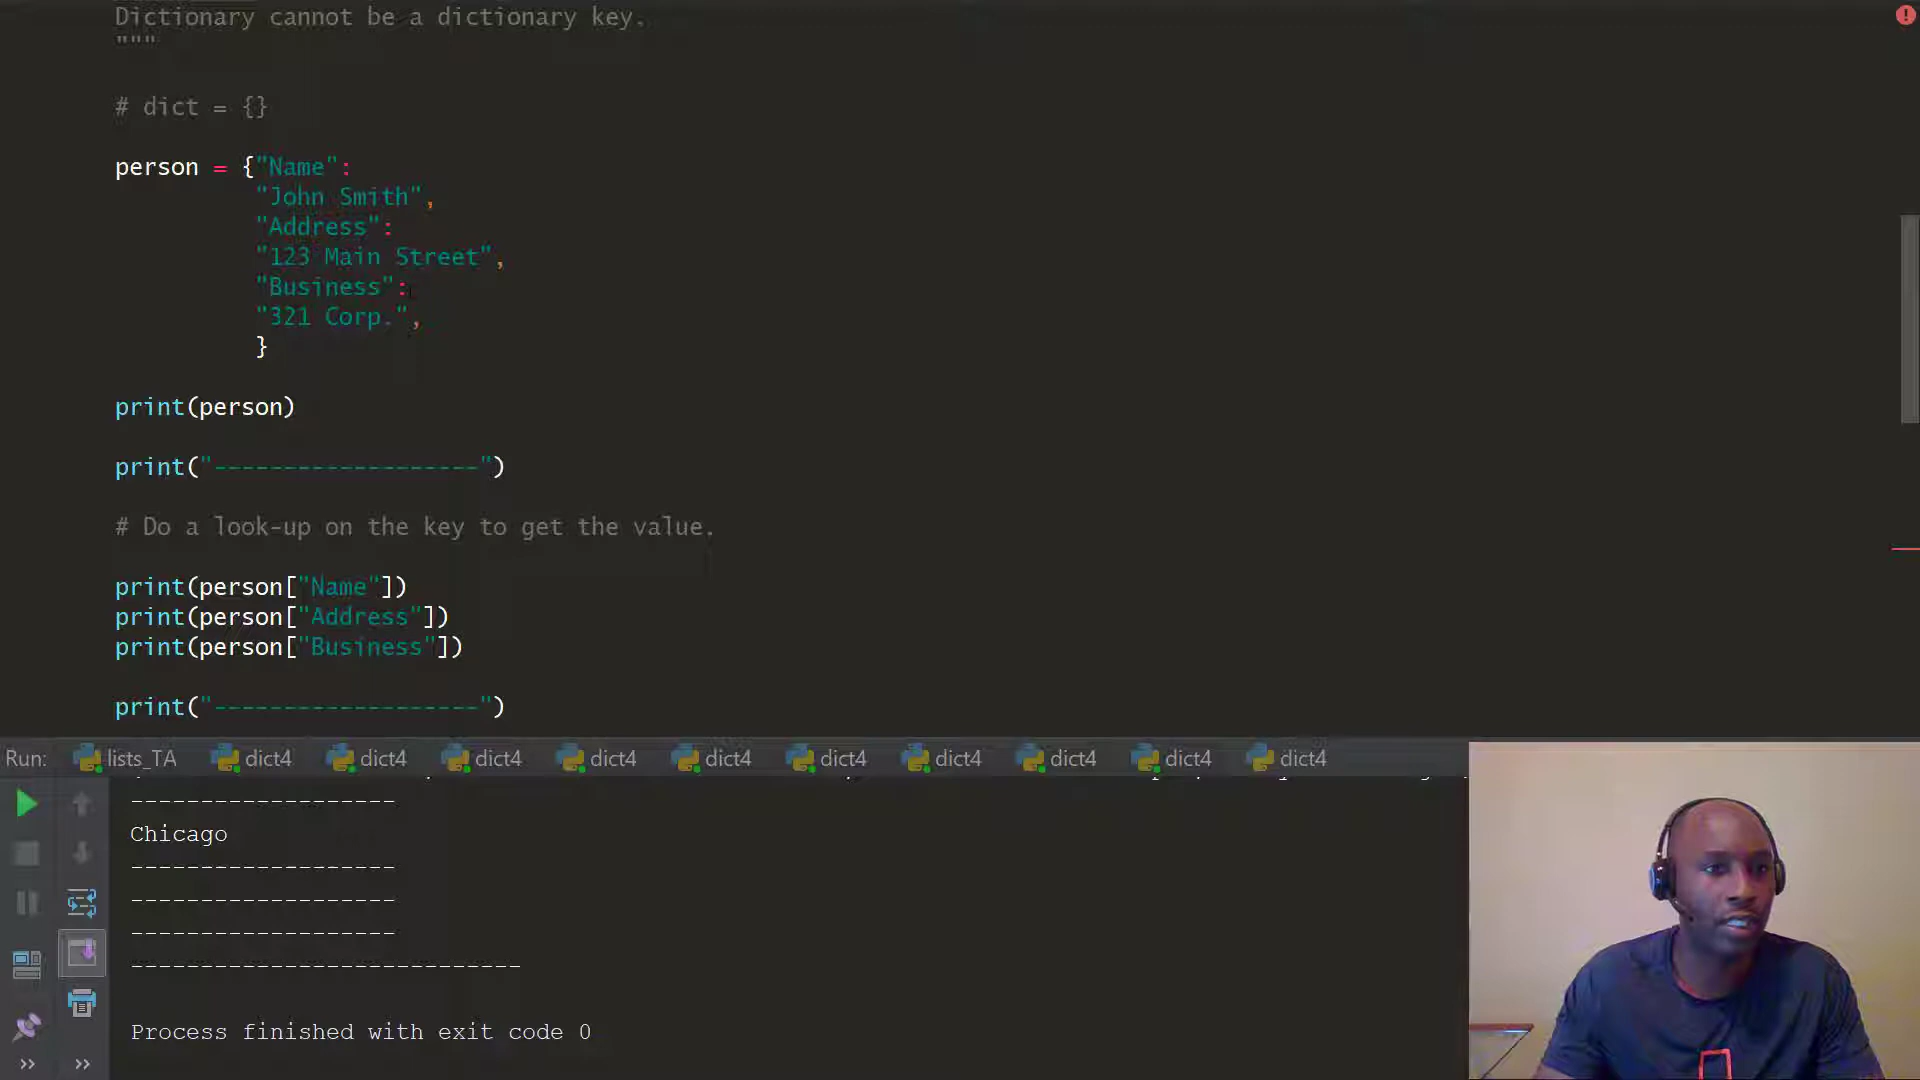 Dictionary cannot be a dictionary key.
"""
# dict = {}
person = {"Name":
"John Smith",
"Address":
"123 Main Street",
"Business":
"321 Corp.",
}
print(person)
print("-------------------")
# Do a look-up on the key to get the value.
print(person["Name"])
print(person["Address"])
print(person["Business"])
print("-------------------")
Run: lists_TA dict4 dict4 dict4 dict4 dict4 dict4 dict4 dict4 dict4 dict4
-------------------
Chicago
-------------------
-------------------
-------------------
----------------------------
Process finished with exit code 0